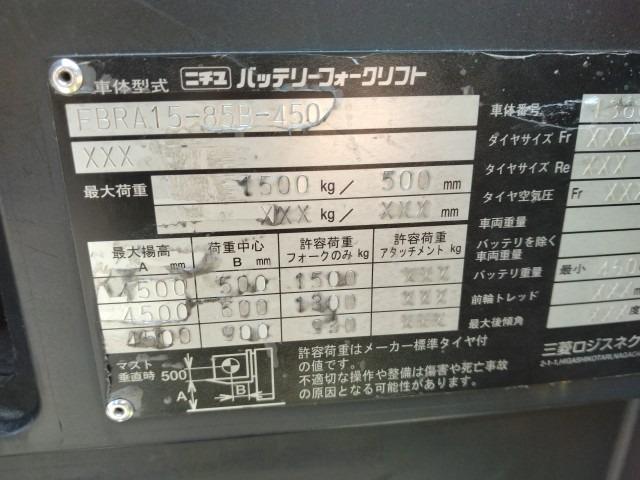 車体型式 ニチユ バッテリーフォークリフト
FBRA15-85B-450
XXX
最大荷重 1500 kg/ 500 mm
XXX kg/ XXX mm
最大揚高 A mm 荷重中心 B mm 許容荷重 フォークのみ kg 許容荷重 アタッチメント kg
4500 500 1500 XXX
4500 600 1300 XXX
4500 900 XXX
マスト垂直時 500 A B
許容荷重はメーカー標準タイヤ付
の値です。
不適切な操作や整備は傷害や死亡事故
の原因となる可能性があります。
車体番号
タイヤサイズ Fr XXX
タイヤサイズ Re XXX
タイヤ空気圧 Fr XXX
車両重量
バッテリを除く
車両重量
バッテリ重量 最小
前輪トレッド XXX
最大後傾角
三菱ロジスネク
2-1-1, HIGASHIKOTARI, NAGAO